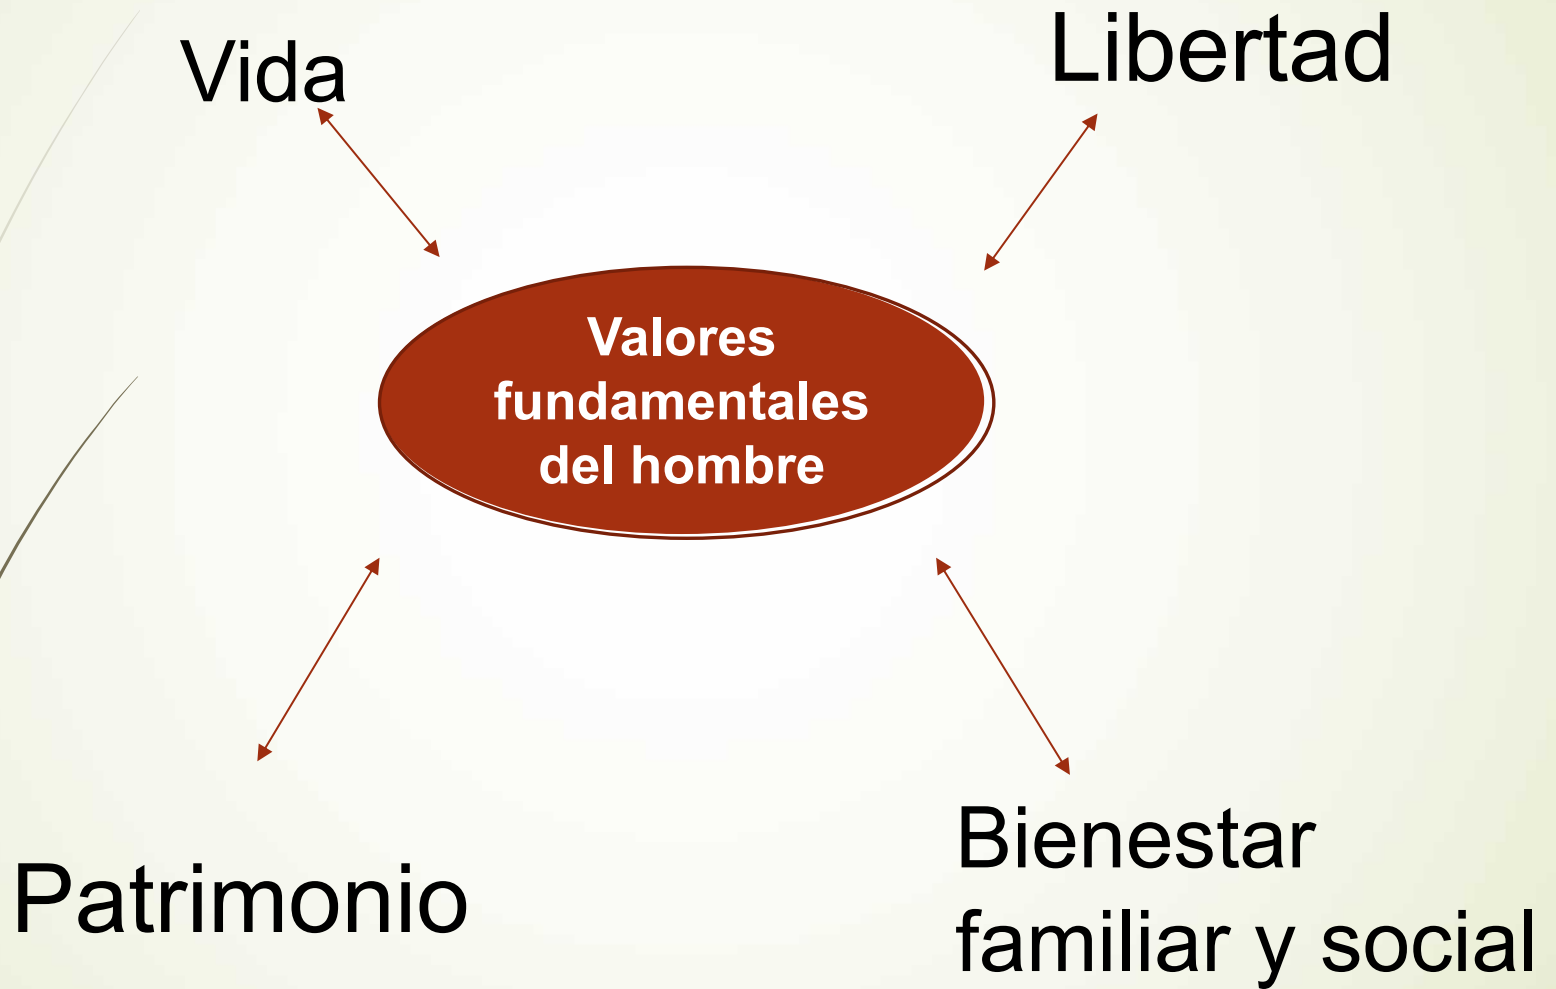 Vida
Libertad
Valores
fundamentales
del hombre
Patrimonio
Bienestar
familiar y social